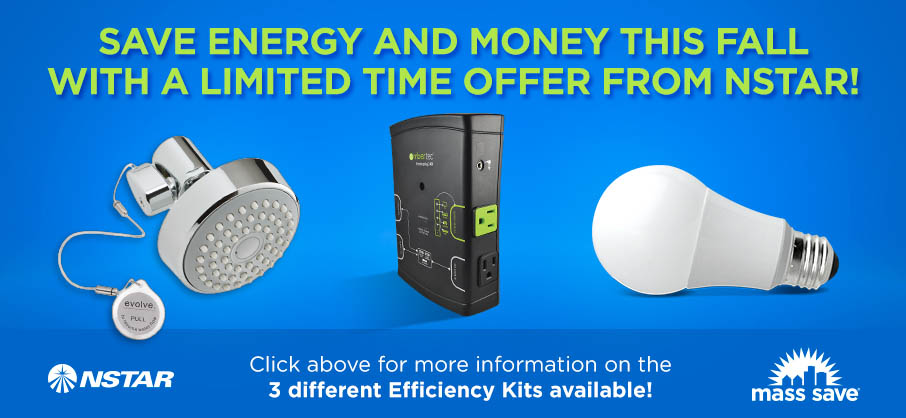 SAVE ENERGY AND MONEY THIS FALL
WITH A LIMITED TIME OFFER FROM NSTAR!
evolve.
PULL
NSTAR
Click above for more information on the
3 different Efficiency Kits available!
mass save